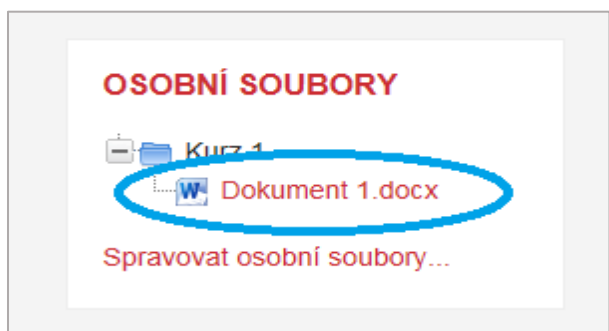 OSOBNÍ SOUBORY
Kurz 1
Dokument 1.docx
Spravovat osobní soubory...